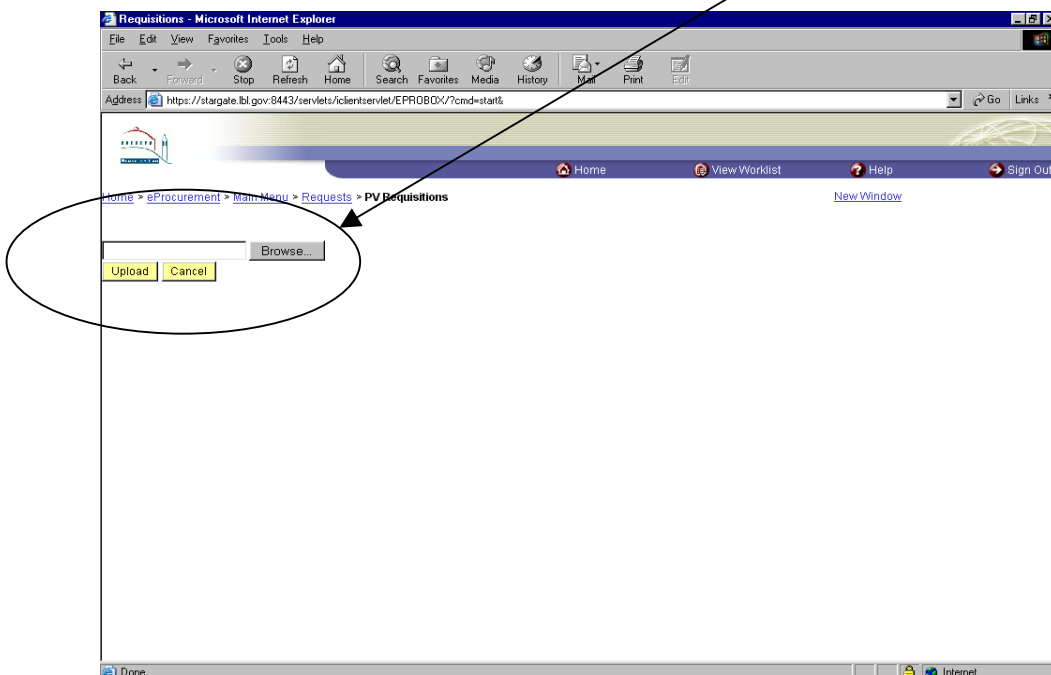 Requisitions - Microsoft Internet Explorer
File Edit View Favorites Tools Help
Back Forward Stop Refresh Home Search Favorites Media History Mail Print Edit
Address https://stargate.lbl.gov:8443/servlets/iclientservlet/EPROBOX/?cmd=start& Go Links
Home View Worklist Help Sign Out
Home > eProcurement > Main Menu > Requests > PV Requisitions New Window
Browse...
Upload Cancel
Done Internet